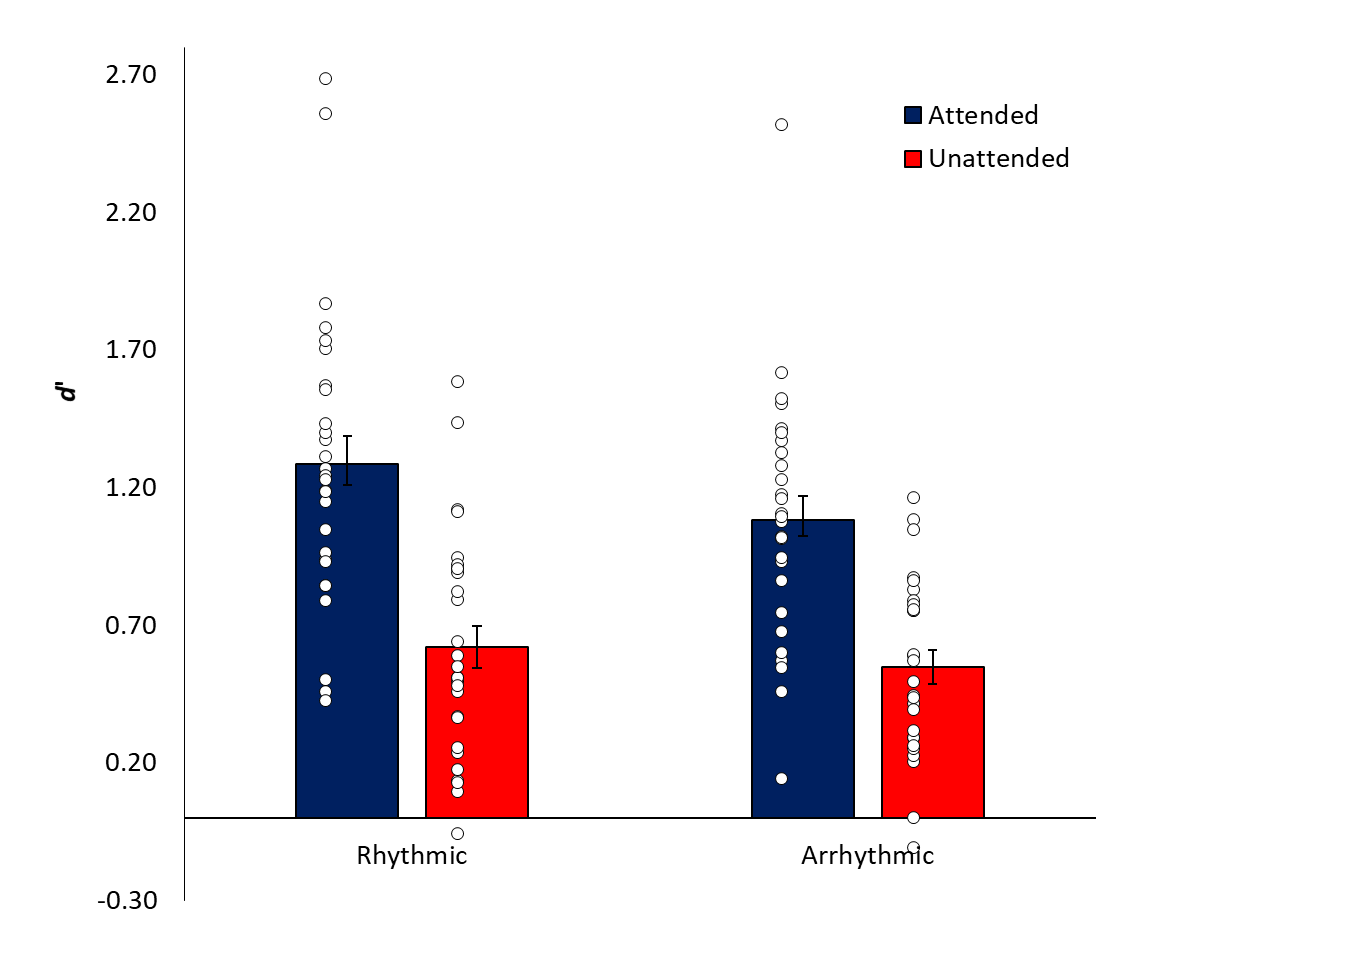 2.70
2.20
1.70
1.20
0.70
0.20
-0.30
d'
Attended
Unattended
Rhythmic
Arrhythmic